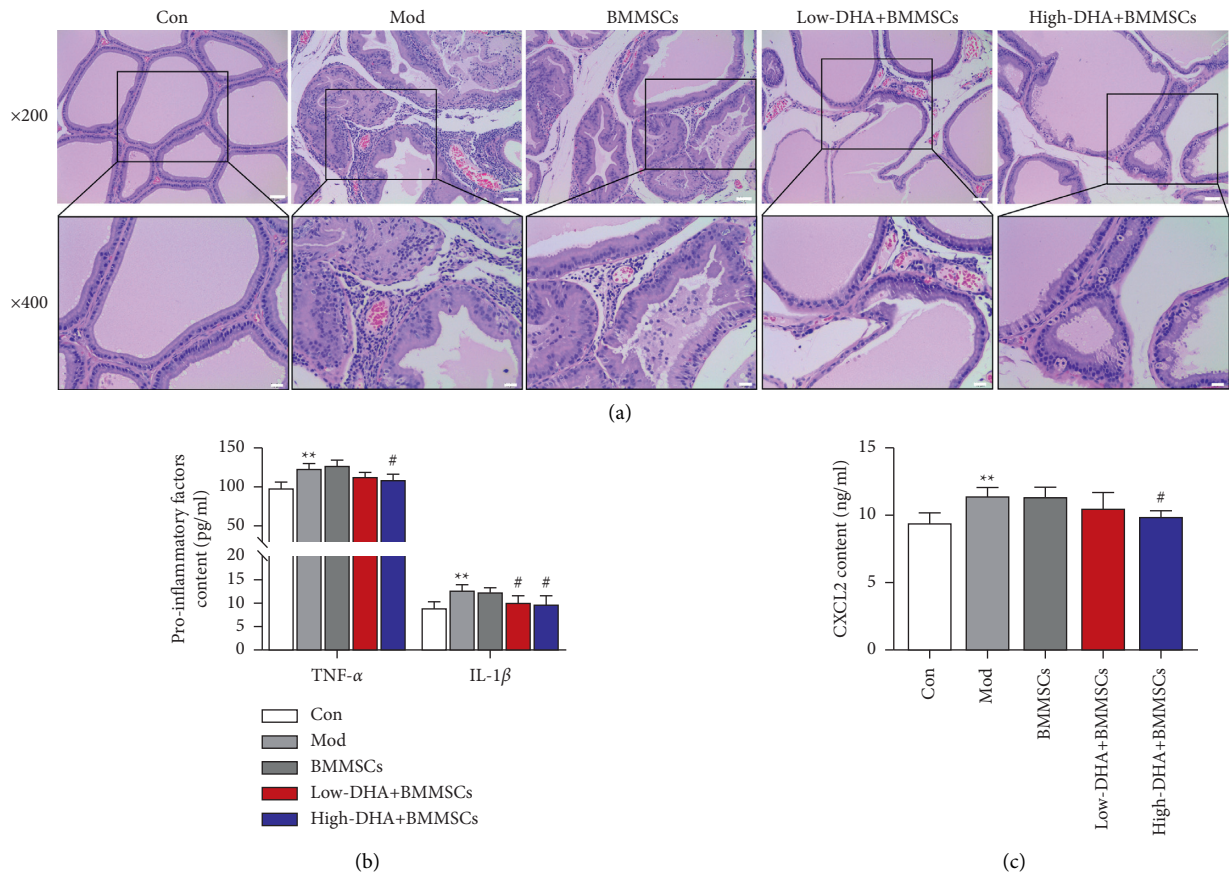 Con
Mod
BMMSCs
Low-DHA+BMMSCs
High-DHA+BMMSCs
×200
×400
(a)
Pro-inflammatory factors
content (pg/ml)
150
100
50
20
15
10
5
0
**
#
**
#
#
TNF-α
IL-1β
Con
Mod
BMMSCs
Low-DHA+BMMSCs
High-DHA+BMMSCs
(b)
CXCL2 content (ng/ml)
15
10
5
0
**
#
Con
Mod
BMMSCs
Low-DHA+BMMSCs
High-DHA+BMMSCs
(c)